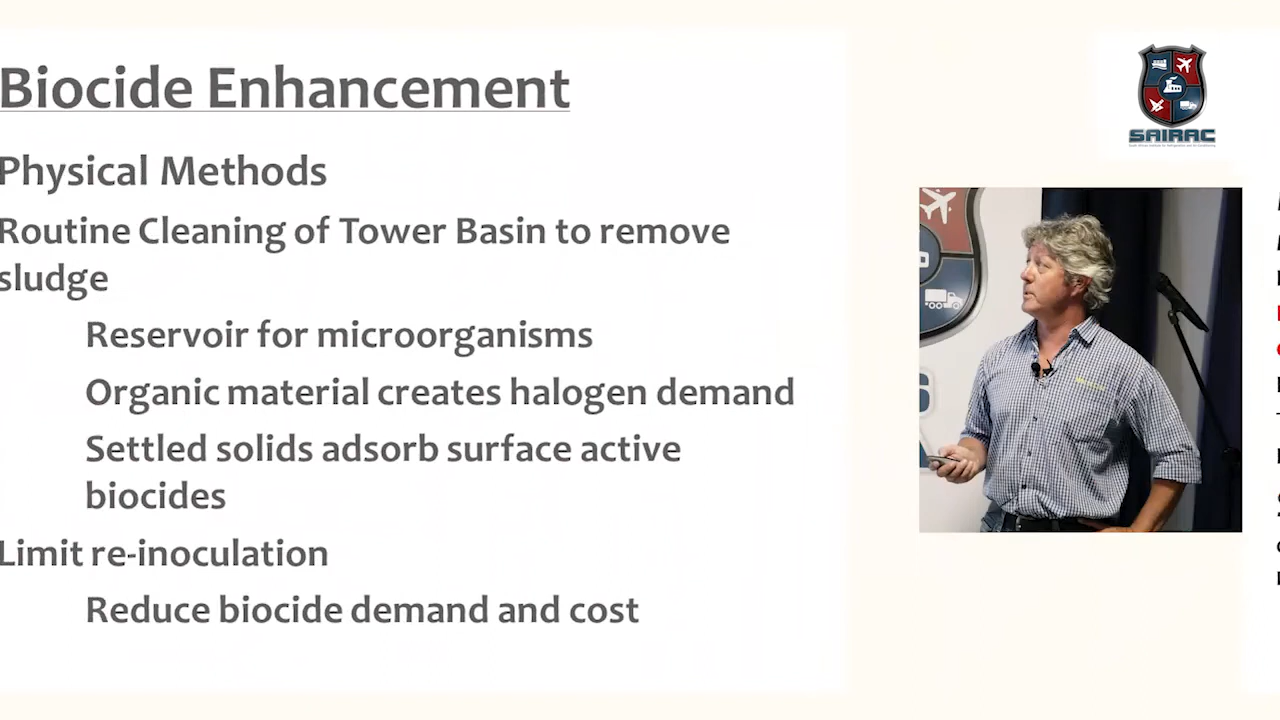 Biocide Enhancement
Physical Methods
Routine Cleaning of Tower Basin to remove
sludge
Reservoir for microorganisms
Organic material creates halogen demand
Settled solids adsorb surface active
biocides
Limit re-inoculation
Reduce biocide demand and cost
SAIRAC